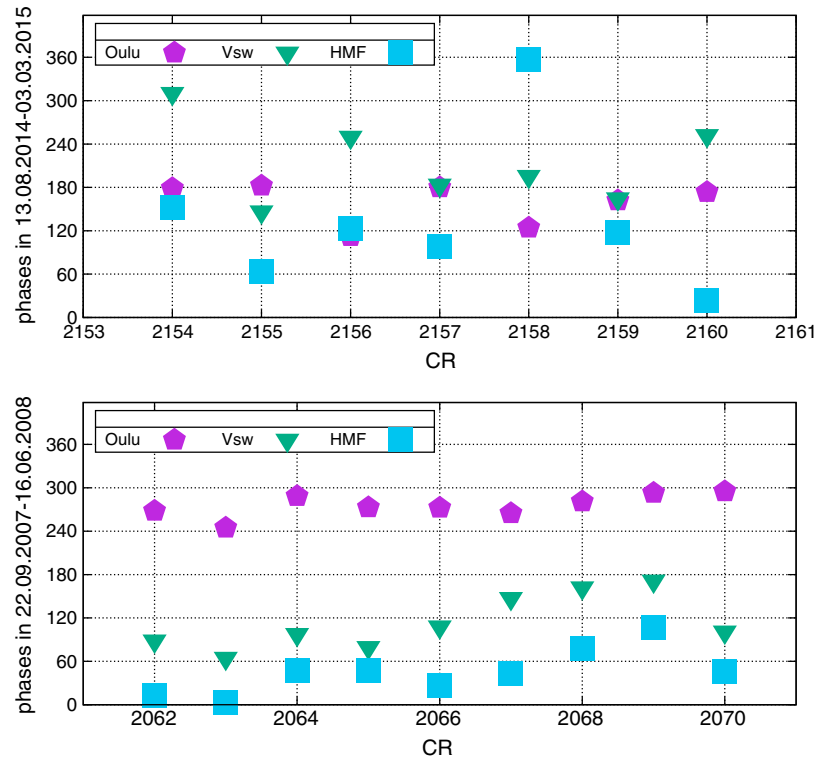 phases in 13.08.2014-03.03.2015
Oulu Vsw HMF
360
300
240
180
120
60
0
2153 2154 2155 2156 2157 2158 2159 2160 2161
CR
phases in 22.09.2007-16.06.2008
Oulu Vsw HMF
360
300
240
180
120
60
0
2062 2064 2066 2068 2070
CR